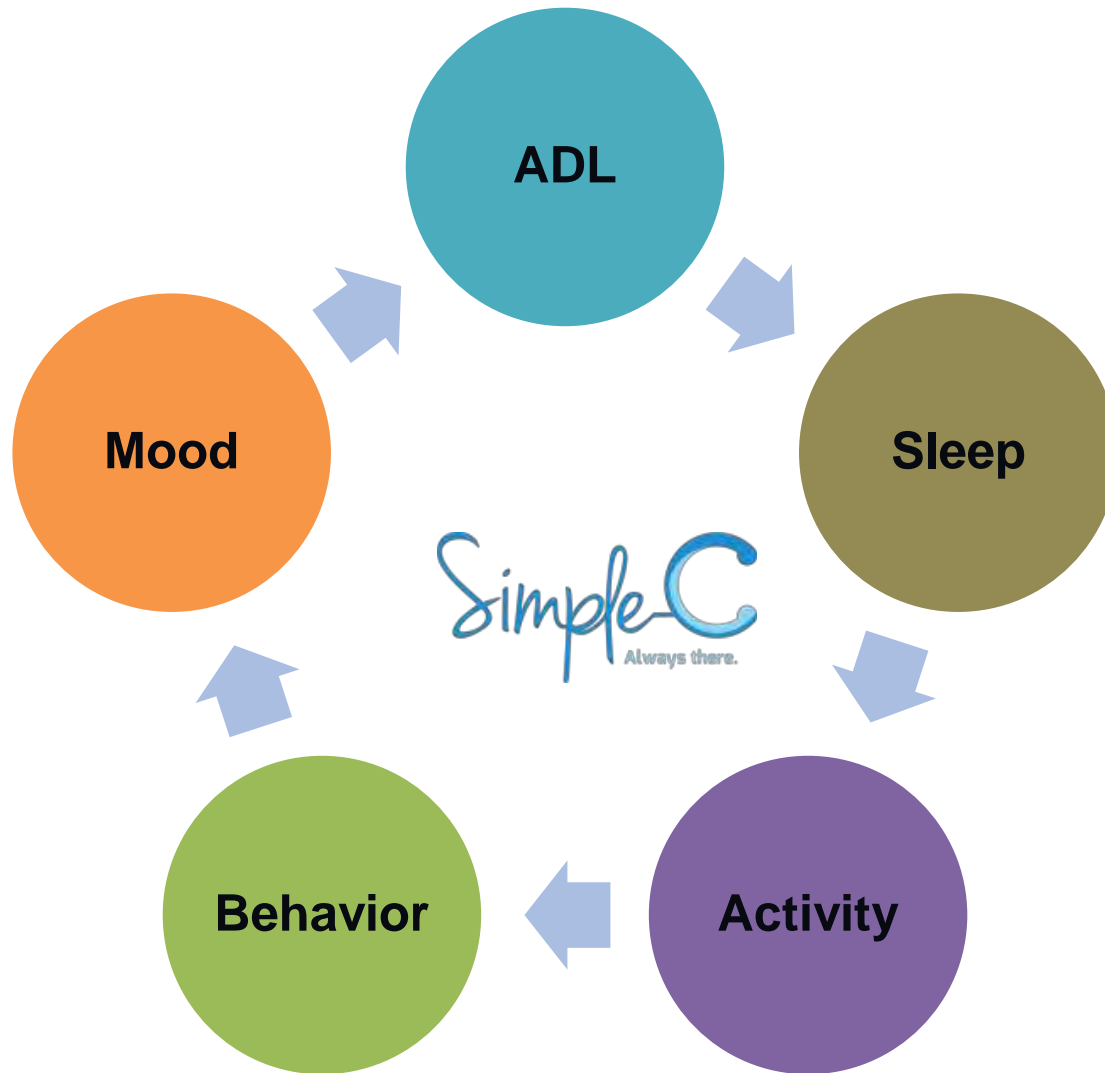 ADL
Mood
Sleep
Simple-C
Always there.
Behavior
Activity